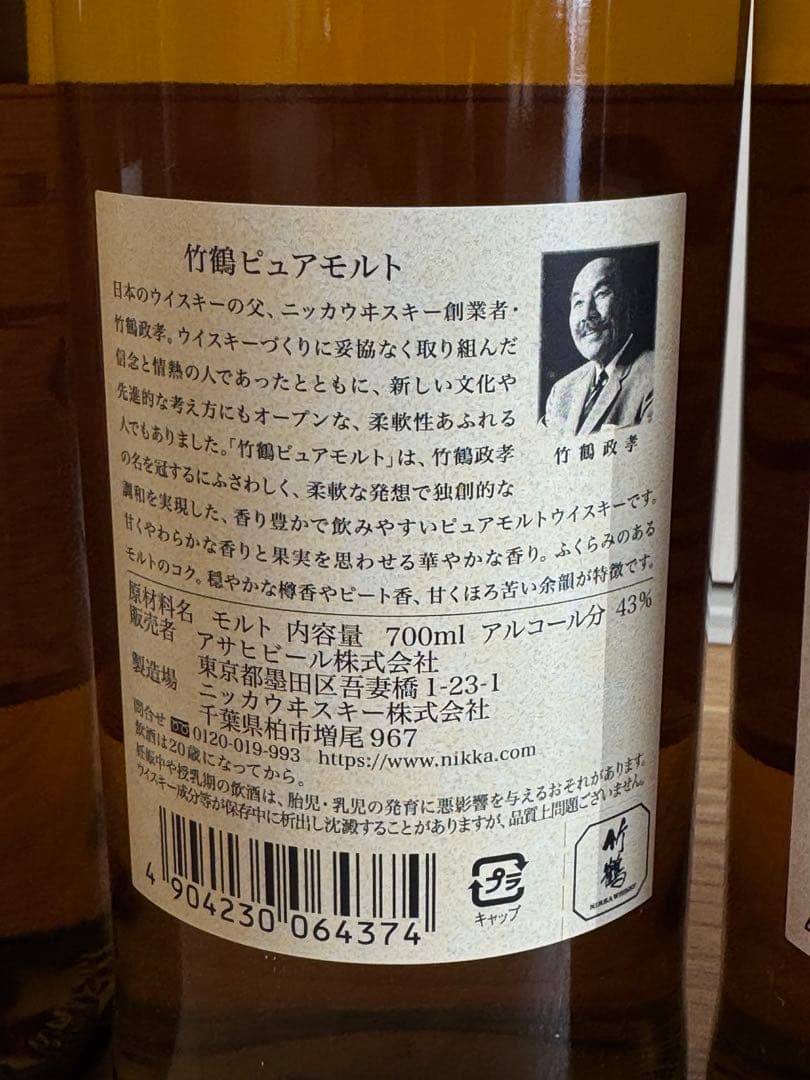 竹鶴ピュアモルト
日本のウイスキーの父、ニッカウヰスキー創業者・
竹鶴政孝。ウイスキーづくりに妥協なく取り組んだ
信念と情熱の人であったとともに、新しい文化や
先進的な考え方にもオープンな、柔軟性あふれる
人でもありました。「竹鶴ピュアモルト」は、竹鶴政孝
の名を冠するにふさわしく、柔軟な発想で独創的な
調和を実現した、香り豊かで飲みやすいピュアモルトウイスキーです。
甘くやわらかな香りと果実を思わせる華やかな香り。ふくらみのある
モルトのコク。穏やかな樽香やピート香、甘くほろ苦い余韻が特徴です。
竹鶴政孝
原材料名 モルト 内容量 700ml アルコール分 43%
販売者 アサヒビール株式会社
東京都墨田区吾妻橋1-23-1
製造場 ニッカウヰスキー株式会社
千葉県柏市増尾967
問合せ 0120-019-993 https://www.nikka.com
飲酒は20歳になってから。
妊娠中や授乳期の飲酒は、胎児・乳児の発育に悪影響を与えるおそれがあります。
ウイスキー成分等が保存中に析出し沈澱することがありますが、品質上問題ございません。
4 904230 064374
プラ
キャップ
竹鶴
NIKKA WHISKY